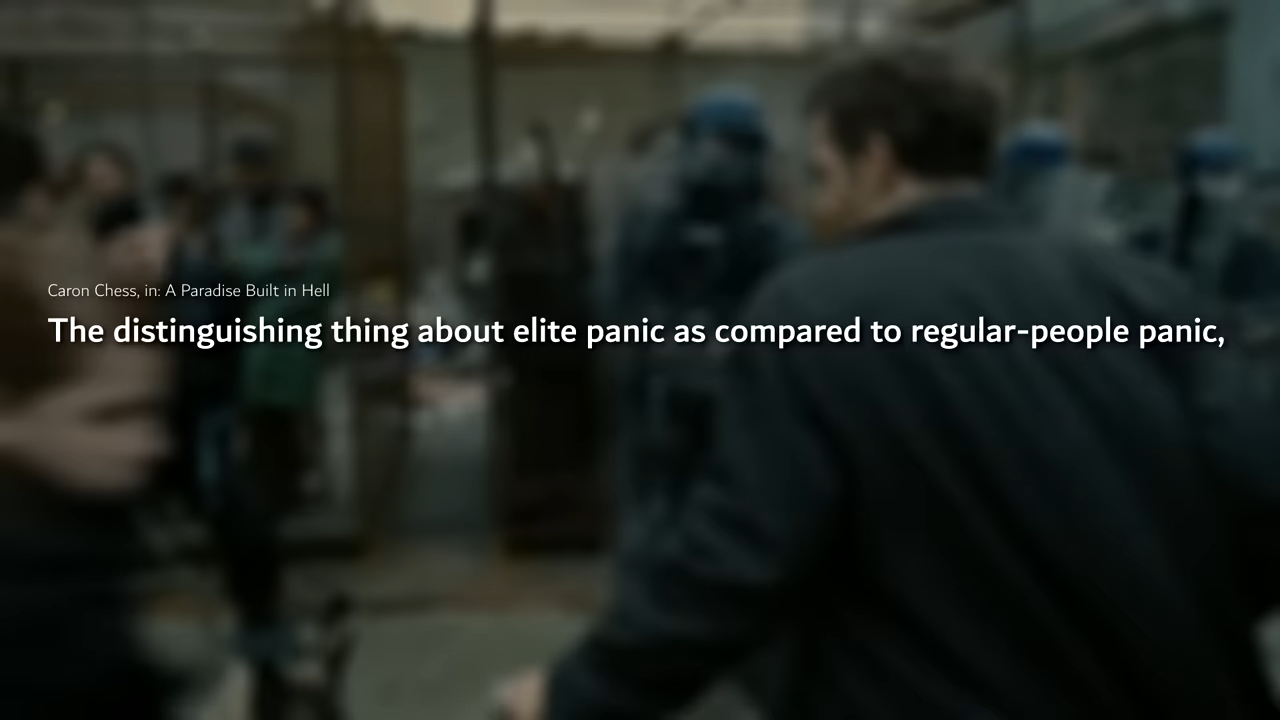 Caron Chess, in: A Paradise Built in Hell
The distinguishing thing about elite panic as compared to regular-people panic,